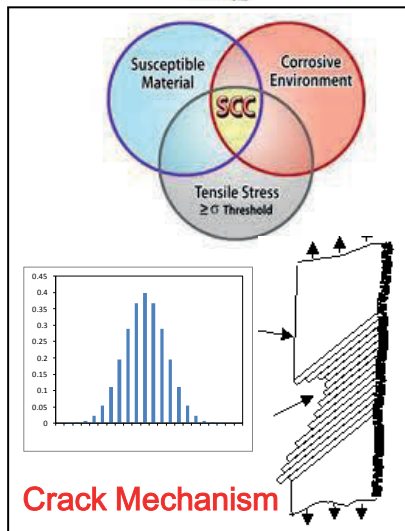 Susceptible
Material
Corrosive
Environment
SCC
Tensile Stress
≥ σ Threshold
0.45
0.4
0.35
0.3
0.25
0.2
0.15
0.1
0.05
0
Crack Mechanism